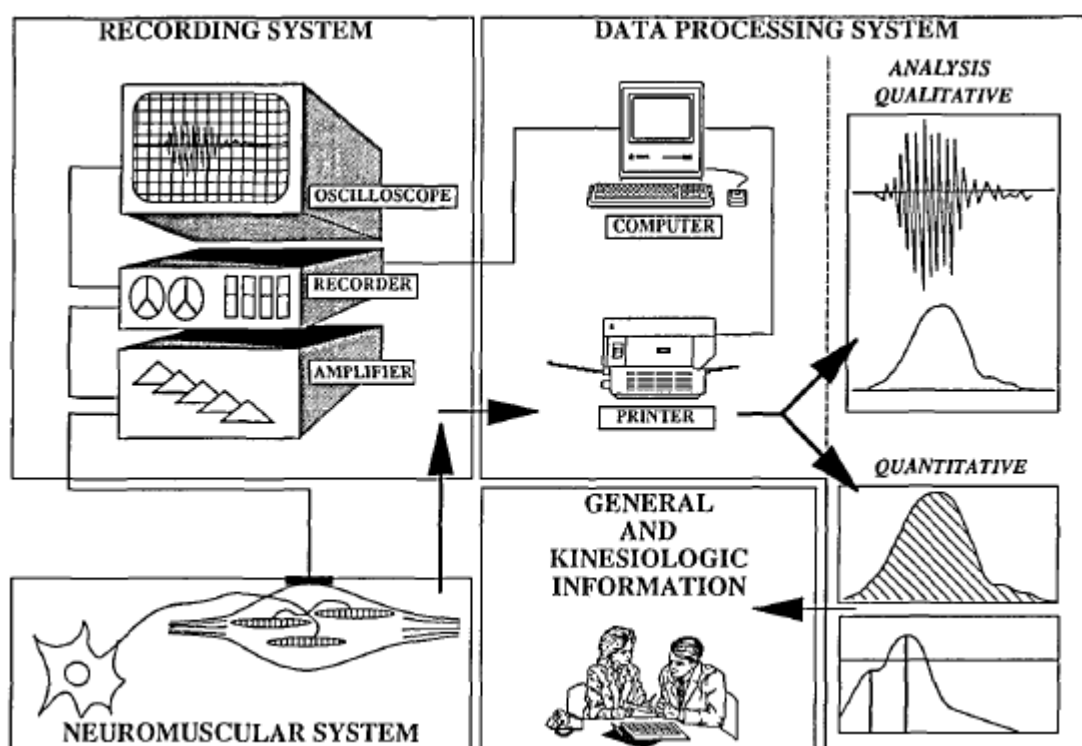 RECORDING SYSTEM
OSCILLOSCOPE
RECORDER
AMPLIFIER
DATA PROCESSING SYSTEM
COMPUTER
PRINTER
ANALYSIS
QUALITATIVE
QUANTITATIVE
GENERAL
AND
KINESIOLOGIC
INFORMATION
NEUROMUSCULAR SYSTEM